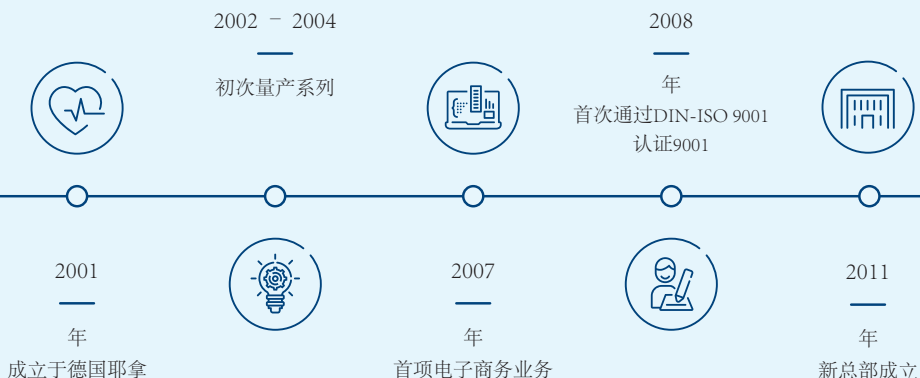 2001
年
成立于德国耶拿
2002 – 2004
初次量产系列
2007
年
首项电子商务业务
2008
年
首次通过DIN-ISO 9001
认证9001
2011
年
新总部成立